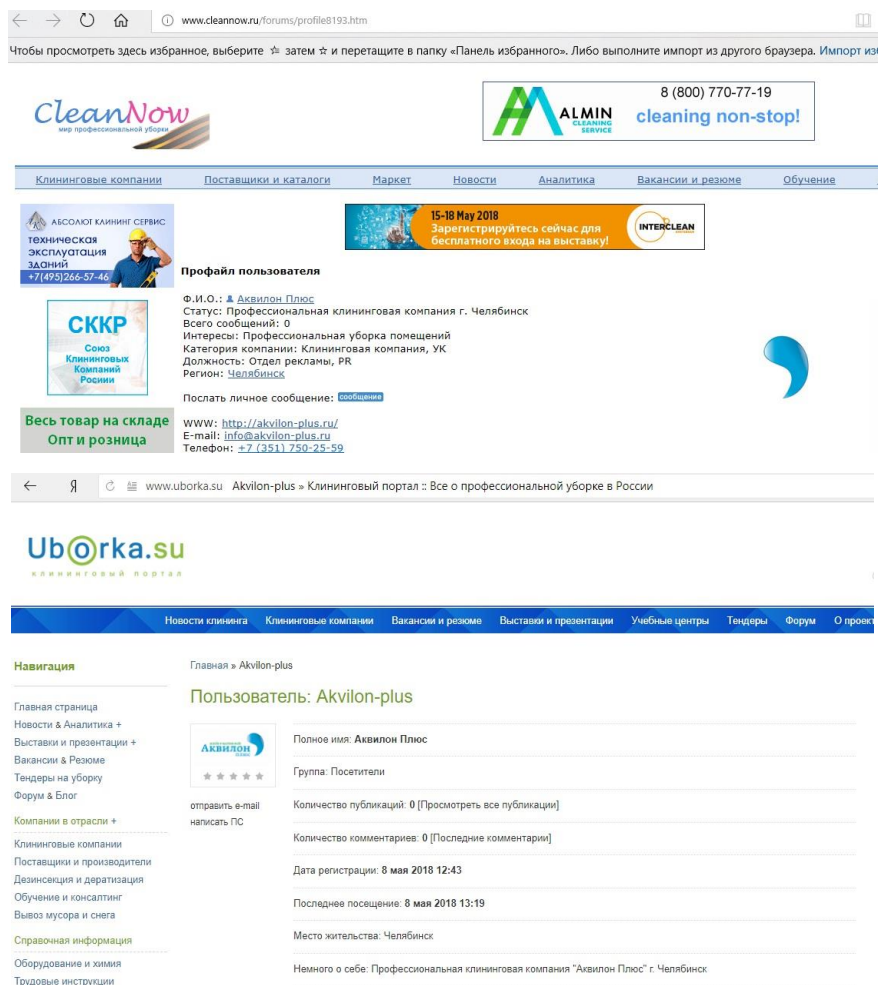 www.cleannow.ru/forums/profile8193.htm
Чтобы просмотреть здесь избранное, выберите затем ☆ и перетащите в папку «Панель избранного». Либо выполните импорт из другого браузера. Импорт из
CleanNow
мир профессиональной уборки
ALMIN
CLEANING
SERVICE
8 (800) 770-77-19
cleaning non-stop!
Клининговые компании Поставщики и каталоги Маркет Новости Аналитика Вакансии и резюме Обучение
АБСОЛЮТ КЛИНИНГ СЕРВИС
техническая
эксплуатация
зданий
+7(495)266-57-46
15-18 May 2018
Зарегистрируйтесь сейчас для
бесплатного входа на выставку!
INTERCLEAN
СККР
Союз
Клининговых
Компаний
России
Весь товар на складе
Опт и розница
Профайл пользователя
Ф.И.О.: Аквилон Плюс
Статус: Профессиональная клининговая компания г. Челябинск
Всего сообщений: 0
Интересы: Профессиональная уборка помещений
Категория компании: Клининговая компания, УК
Должность: Отдел рекламы, PR
Регион: Челябинск
Послать личное сообщение: сообщение
WWW: http://akvilon-plus.ru/
E-mail: info@akvilon-plus.ru
Телефон: +7 (351) 750-25-59
Я www.uborka.su Akvilon-plus » Клининговый портал :: Все о профессиональной уборке в России
Uborka.su
клининговый портал
Новости клининга Клининговые компании Вакансии и резюме Выставки и презентации Учебные центры Тендеры Форум О проект
Навигация
Главная страница
Новости & Аналитика +
Выставки и презентации +
Вакансии & Резюме
Тендеры на уборку
Форум & Блог
Компании в отрасли +
Клининговые компании
Поставщики и производители
Дезинсекция и дератизация
Обучение и консалтинг
Вывоз мусора и снега
Справочная информация
Оборудование и химия
Трудовые инструкции
Главная » Akvilon-plus
Пользователь: Akvilon-plus
АКВИЛОН
отправить e-mail
написать ПС
Полное имя: Аквилон Плюс
Группа: Посетители
Количество публикаций: 0 [Просмотреть все публикации]
Количество комментариев: 0 [Последние комментарии]
Дата регистрации: 8 мая 2018 12:43
Последнее посещение: 8 мая 2018 13:19
Место жительства: Челябинск
Немного о себе: Профессиональная клининговая компания "Аквилон Плюс" г. Челябинск